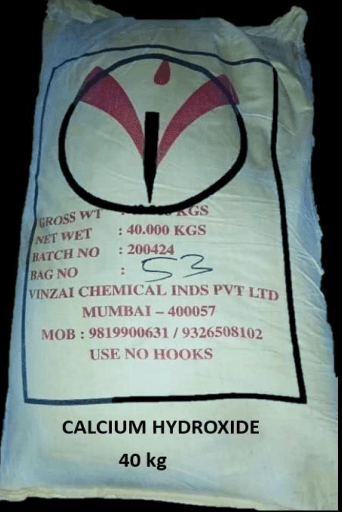 GROSS WT : KGS
NET WET : 40.000 KGS
BATCH NO : 200424
BAG NO : 53
VINZAI CHEMICAL INDS PVT LTD
MUMBAI – 400057
MOB : 9819900631 / 9326508102
USE NO HOOKS
CALCIUM HYDROXIDE
40 kg